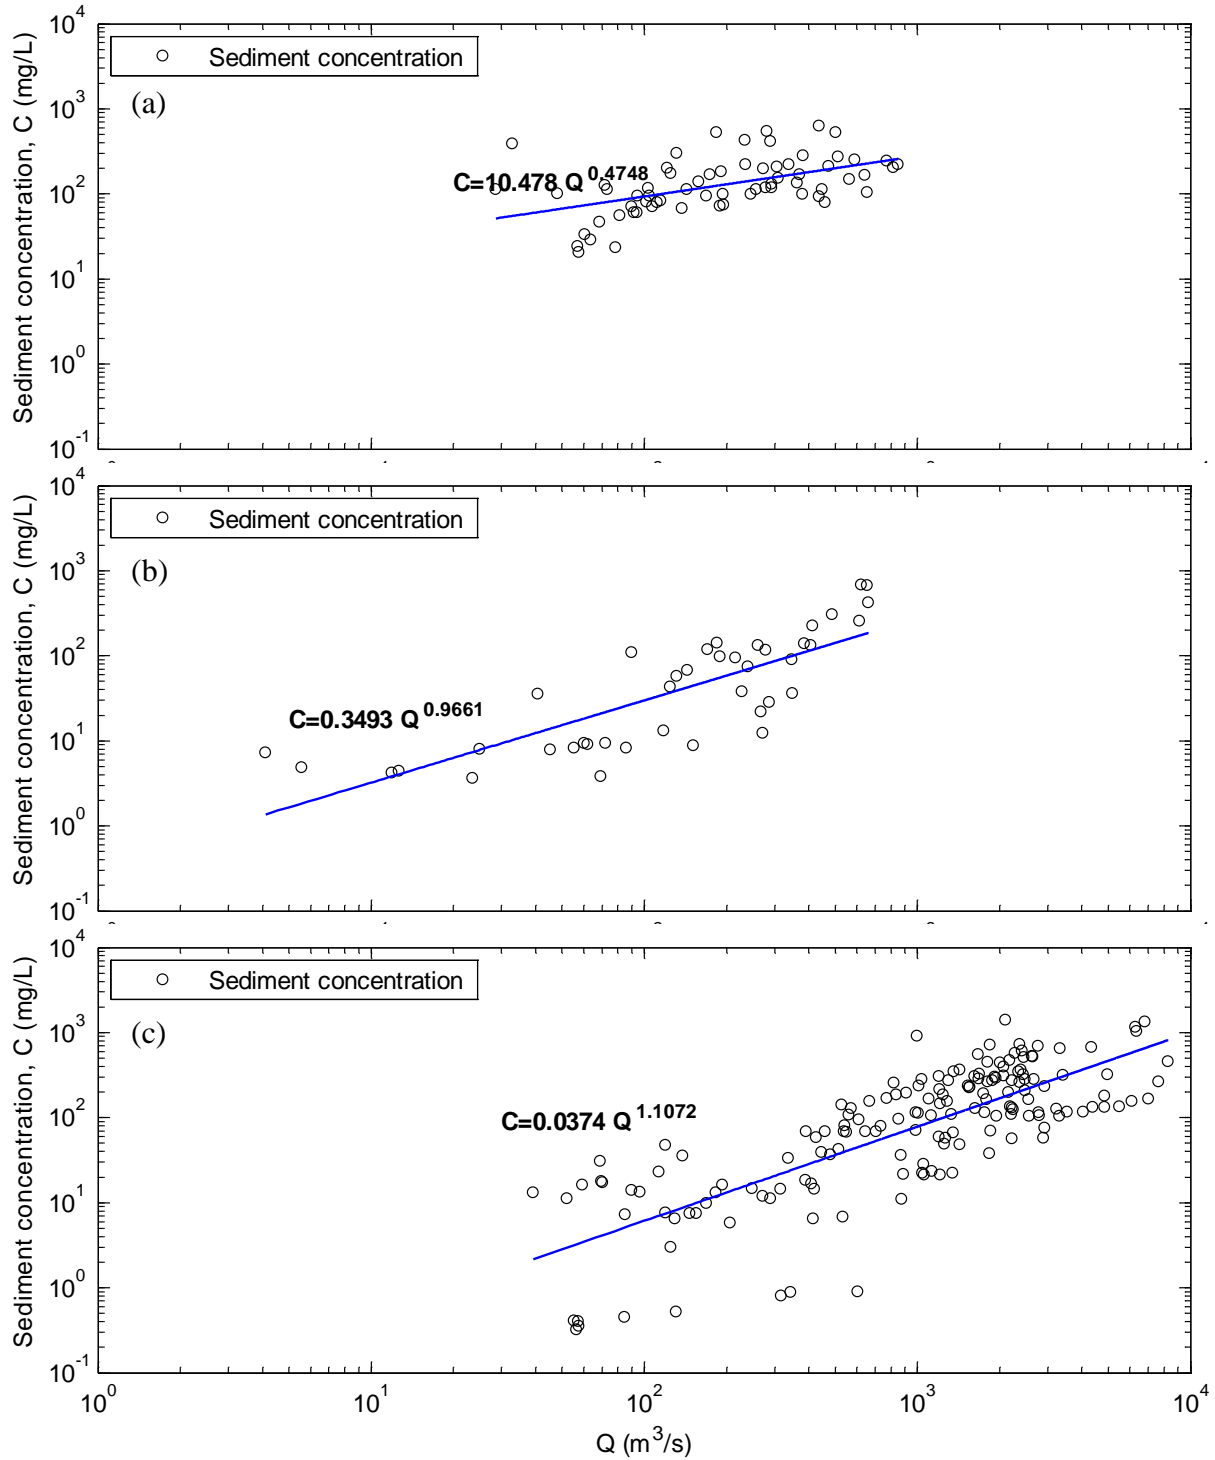 10^4
Sediment concentration
(a)
10^3
C=10.478 Q^0.4748
10^2
10^1
10^0
10^-1
Sediment concentration, C (mg/L)
10^4
Sediment concentration
(b)
10^3
10^2
C=0.3493 Q^0.9661
10^1
10^0
10^-1
Sediment concentration, C (mg/L)
10^4
Sediment concentration
(c)
10^3
10^2
C=0.0374 Q^1.1072
10^1
10^0
10^-1
Sediment concentration, C (mg/L)
10^0 10^1 10^2 10^3 10^4
Q (m^3/s)